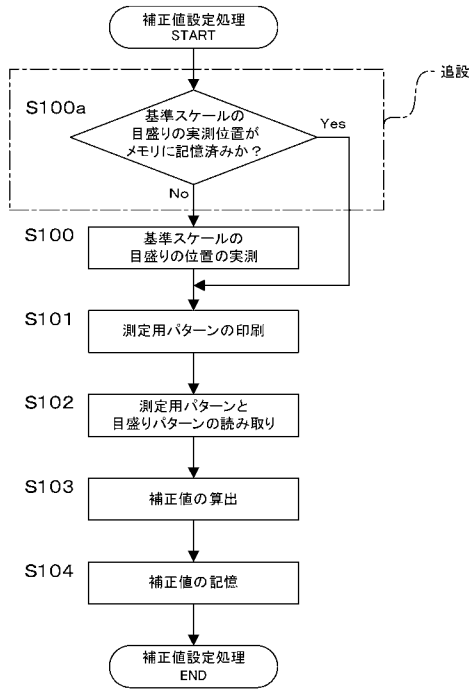 補正値設定処理
START
追設
S100a
基準スケールの
目盛りの実測位置が
メモリに記憶済みか?
Yes
No
S100
基準スケールの
目盛りの位置の実測
S101
測定用パターンの印刷
S102
測定用パターンと
目盛りパターンの読み取り
S103
補正値の算出
S104
補正値の記憶
補正値設定処理
END